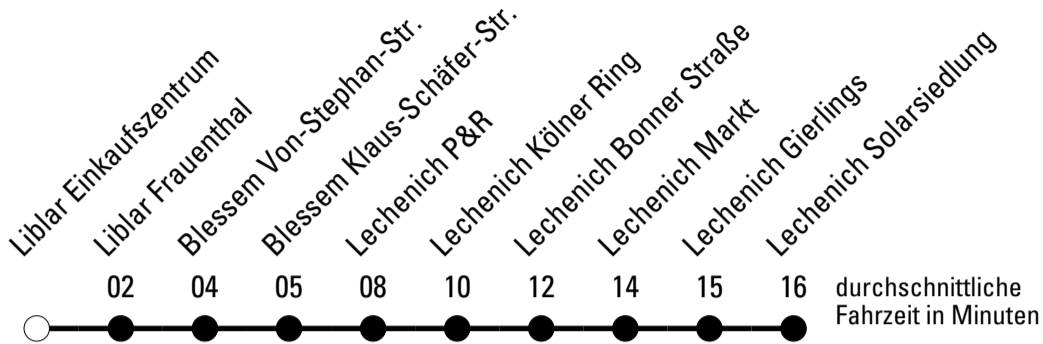 Liblar Einkaufszentrum
Liblar Frauenthal
Blessem Von-Stephan-Str.
Blessem Klaus-Schäfer-Str.
Lechenich P&R
Lechenich Kölner Ring
Lechenich Bonner Straße
Lechenich Markt
Lechenich Gierlings
Lechenich Solarsiedlung
02 04 05 08 10 12 14 15 16 durchschnittliche
Fahrzeit in Minuten